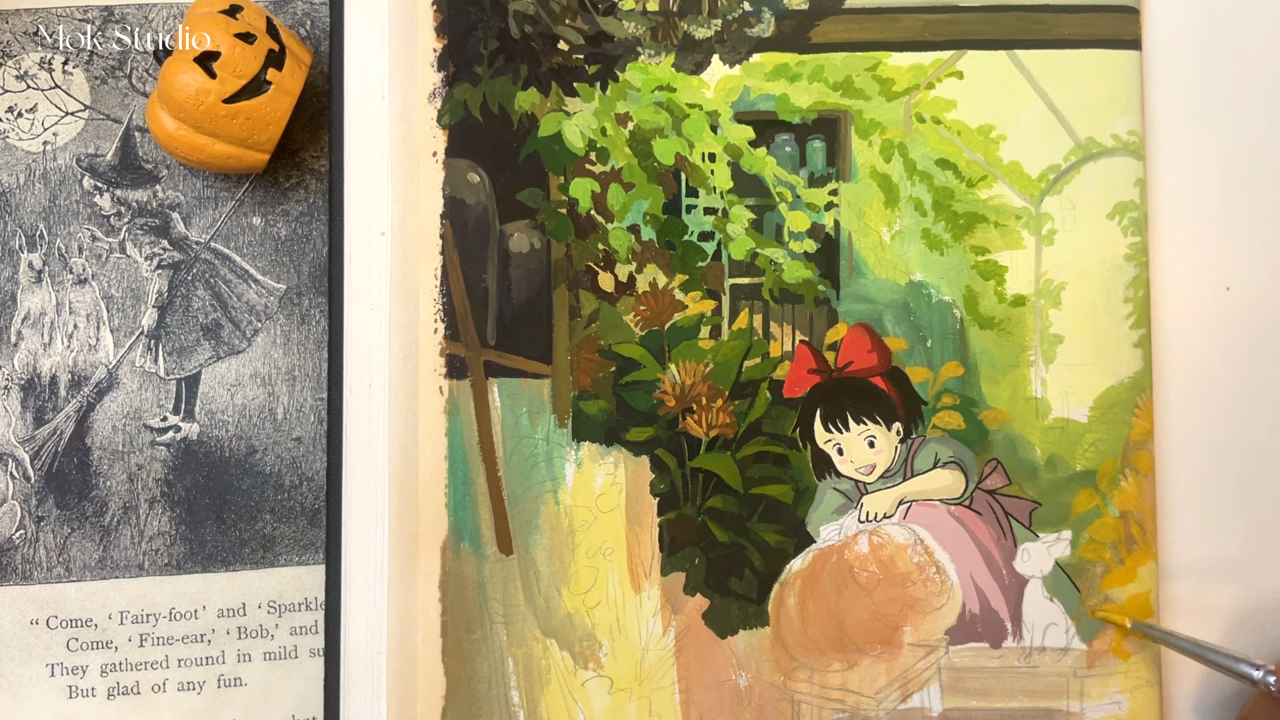 Mok Studio
“ Come, ‘ Fairy-foot ’ and ‘ Sparkle
Come, ‘ Fine-ear,’ ‘ Bob,’ and
They gathered round in mild su
But glad of any fun.